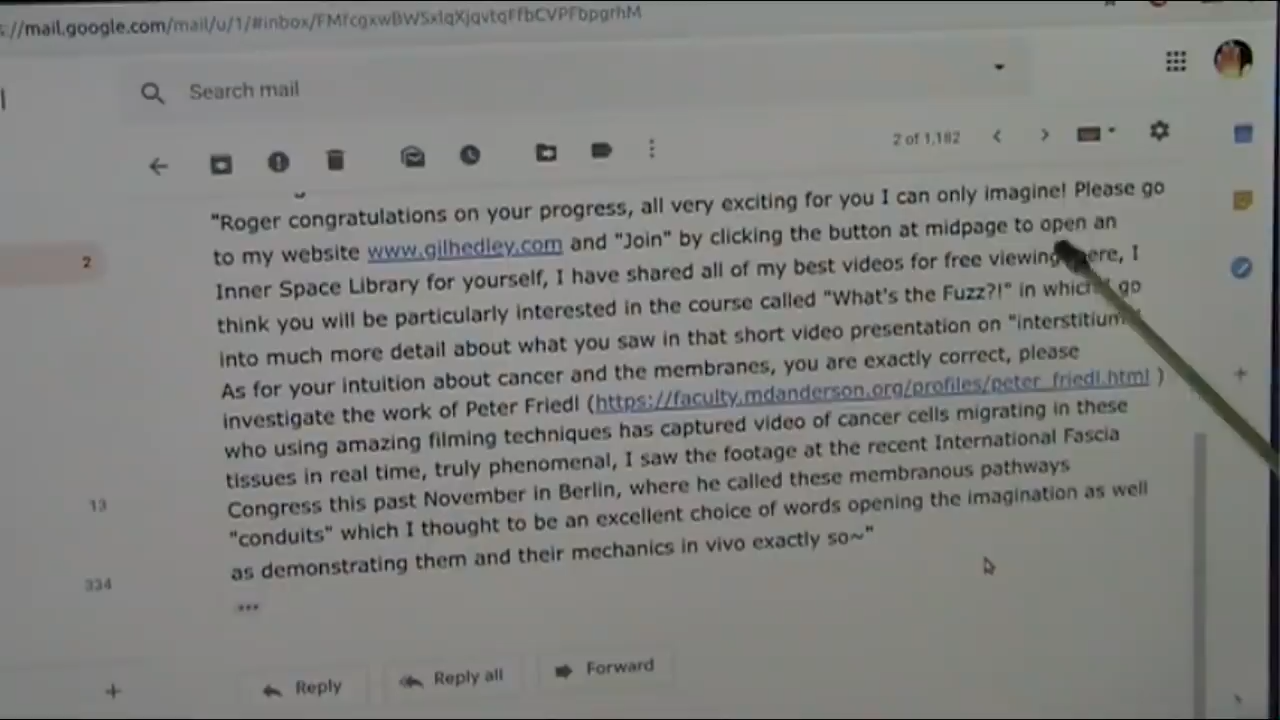 Search mail
2 of 1,182
"Roger congratulations on your progress, all very exciting for you I can only imagine! Please go
to my website www.gilhedley.com and "Join" by clicking the button at midpage to open an
Inner Space Library for yourself, I have shared all of my best videos for free viewing there, I
think you will be particularly interested in the course called "What's the Fuzz?!" in which I go
into much more detail about what you saw in that short video presentation on "interstitium."
As for your intuition about cancer and the membranes, you are exactly correct, please
investigate the work of Peter Friedl (https://faculty.mdanderson.org/profiles/peter_friedl.html )
who using amazing filming techniques has captured video of cancer cells migrating in these
tissues in real time, truly phenomenal, I saw the footage at the recent International Fascia
Congress this past November in Berlin, where he called these membranous pathways
"conduits" which I thought to be an excellent choice of words opening the imagination as well
as demonstrating them and their mechanics in vivo exactly so~"
2
13
334
Reply
Reply all
Forward